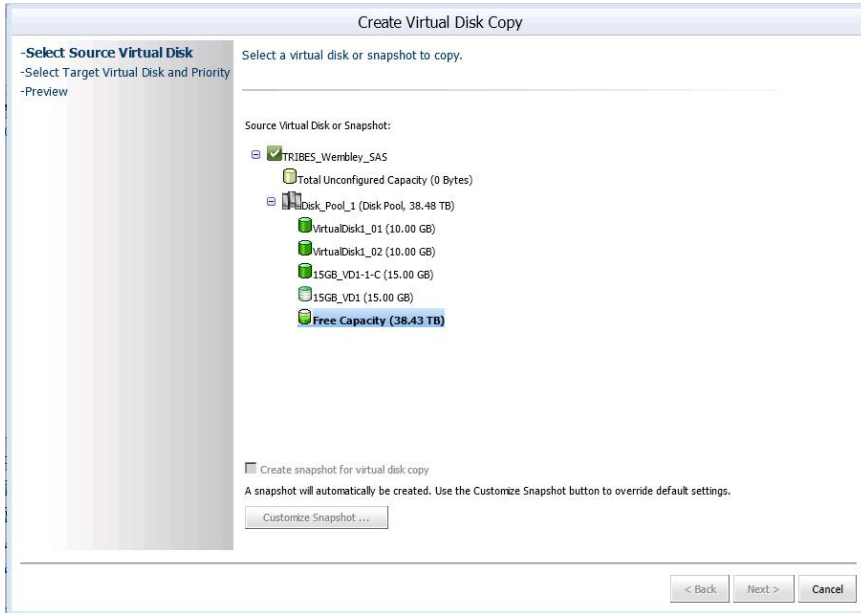 Create Virtual Disk Copy
-Select Source Virtual Disk
-Select Target Virtual Disk and Priority
-Preview
Select a virtual disk or snapshot to copy.
Source Virtual Disk or Snapshot:
TRIBES_Wembley_SAS
Total Unconfigured Capacity (0 Bytes)
Disk_Pool_1 (Disk Pool, 38.48 TB)
VirtualDisk1_01 (10.00 GB)
VirtualDisk1_02 (10.00 GB)
15GB_VD1-1-C (15.00 GB)
15GB_VD1 (15.00 GB)
Free Capacity (38.43 TB)
Create snapshot for virtual disk copy
A snapshot will automatically be created. Use the Customize Snapshot button to override default settings.
Customize Snapshot ...
< Back Next > Cancel